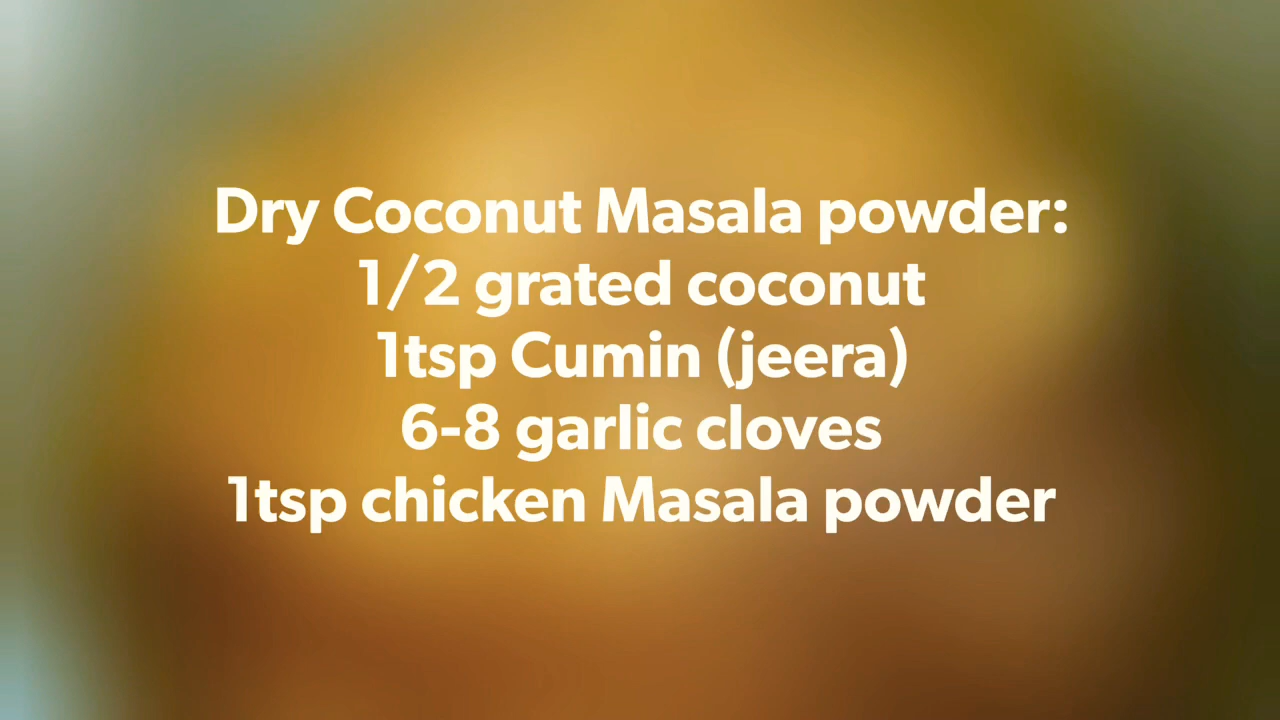 Dry Coconut Masala powder:
1/2 grated coconut
1tsp Cumin (jeera)
6-8 garlic cloves
1tsp chicken Masala powder